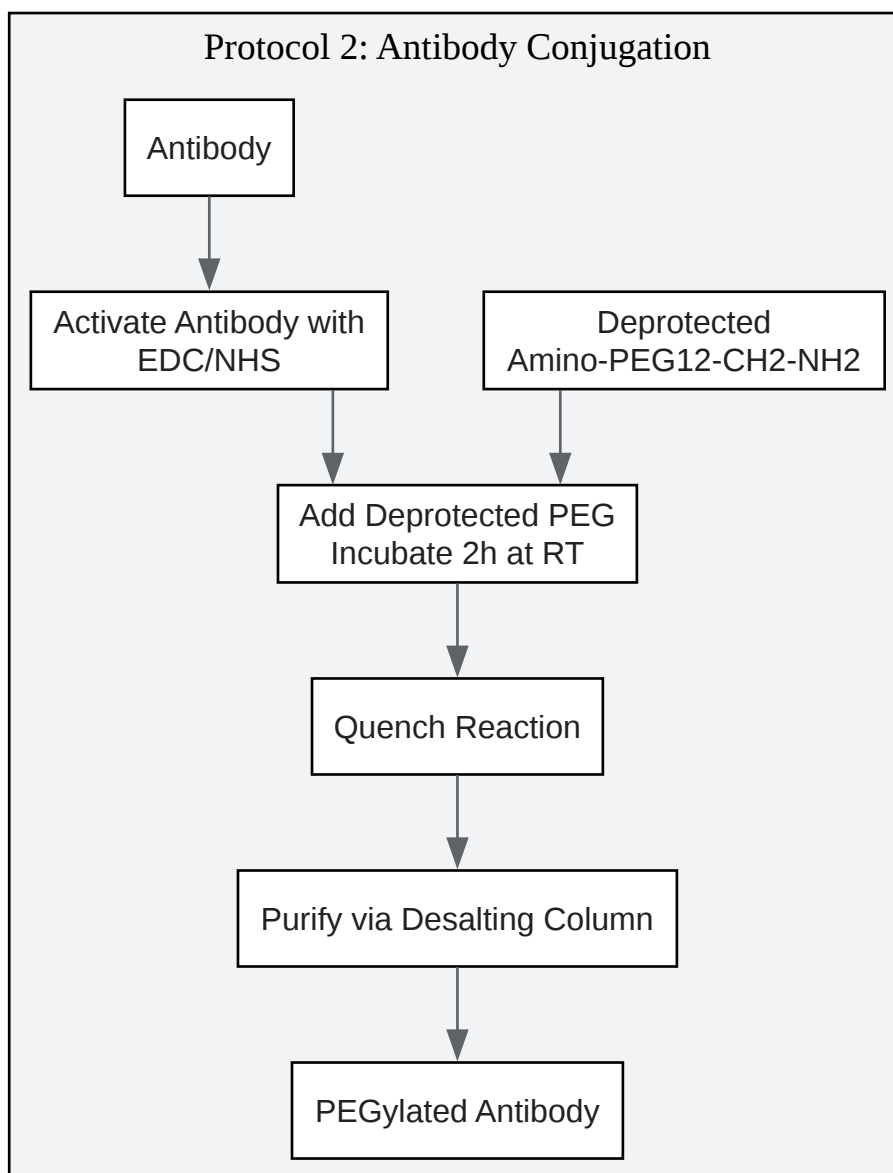 Protocol 2: Antibody Conjugation
Antibody
Activate Antibody with
EDC/NHS
Deprotected
Amino-PEG12-CH2-NH2
Add Deprotected PEG
Incubate 2h at RT
Quench Reaction
Purify via Desalting Column
PEGylated Antibody